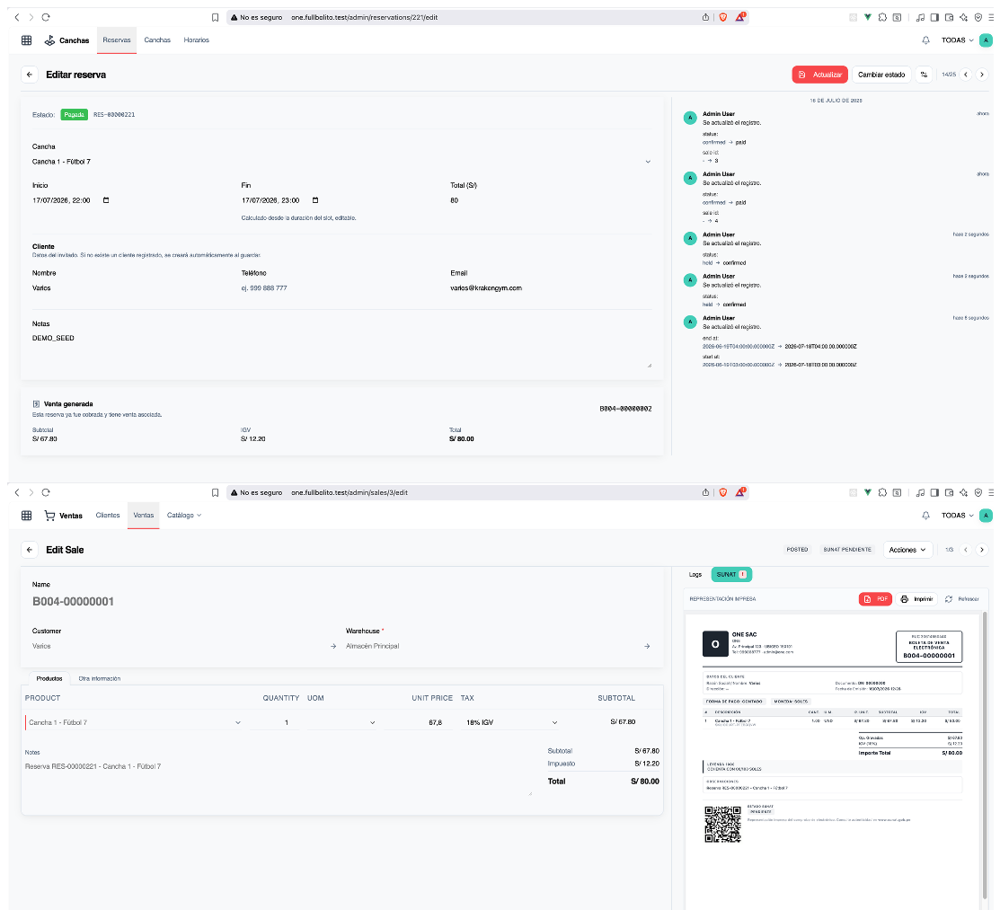 No es seguro one.fullbolito.test/admin/reservations/221/edit
Canchas Reservas Canchas Horarios TODAS A
Editar reserva Actualizar Cambiar estado 14/25
Estado: Pagada RES-00000221
Cancha
Cancha 1 - Fútbol 7
Inicio Fin Total (S/)
17/07/2026, 22:00 17/07/2026, 23:00 80
Calculado desde la duración del slot, editable.
Cliente
Datos del invitado. Si no existe un cliente registrado, se creará automáticamente al guardar.
Nombre Teléfono Email
Varios ej. 999 888 777 varios@krakengym.com
Notas
DEMO_SEED
Venta generada B004-00000002
Esta reserva ya fue cobrada y tiene venta asociada.
Subtotal IGV Total
S/ 67.80 S/ 12.20 S/ 80.00
16 DE JULIO DE 2026
A Admin User ahora
Se actualizó el registro.
status:
confirmed → paid
sale id:
- → 3
A Admin User ahora
Se actualizó el registro.
status:
confirmed → paid
sale id:
- → 4
A Admin User hace 2 segundos
Se actualizó el registro.
status:
held → confirmed
A Admin User hace 2 segundos
Se actualizó el registro.
status:
held → confirmed
A Admin User hace 8 segundos
Se actualizó el registro.
end at:
2026-06-19T04:00:00.000000Z → 2026-07-18T04:00:00.000000Z
start at:
2026-06-19T03:00:00.000000Z → 2026-07-18T03:00:00.000000Z
No es seguro one.fullbolito.test/admin/sales/3/edit
Ventas Clientes Ventas Catálogo TODAS A
Edit Sale POSTED SUNAT PENDIENTE Acciones 1/3
Name
B004-00000001
Customer Warehouse *
Varios → Almacén Principal →
Productos Otra información
PRODUCT QUANTITY UOM UNIT PRICE TAX SUBTOTAL
Cancha 1 - Fútbol 7 1 67,8 18% IGV S/ 67.80
Notes
Reserva RES-00000221 - Cancha 1 - Fútbol 7
Subtotal S/ 67.80
Impuesto S/ 12.20
Total S/ 80.00
Logs SUNAT !
REPRESENTACIÓN IMPRESA PDF Imprimir Refrescar
O ONE SAC
ONE
Av. Principal 123 - UBIGEO 150101
Tel: 999888777 · admin@one.com
BOLETA DE VENTA
ELECTRÓNICA
B004-00000001
DATOS DEL CLIENTE
Razón Social / Nombre: Varios Documento: DNI 00000000
Dirección: — Fecha de Emisión: 16/07/2026 12:26
FORMA DE PAGO: CONTADO MONEDA: SOLES
# DESCRIPCIÓN CANT. U.M. P. UNIT. SUBTOTAL IGV TOTAL
1 Cancha 1 - Fútbol 7 1.00 UND S/ 67.80 S/ 67.80 S/ 12.20 S/ 80.00
Op. Gravadas S/ 67.80
IGV (18%) S/ 12.20
Importe Total S/ 80.00
LEYENDA 1000
OCHENTA CON 00/100 SOLES
OBSERVACIONES
Reserva RES-00000221 - Cancha 1 - Fútbol 7
ESTADO SUNAT
PENDIENTE